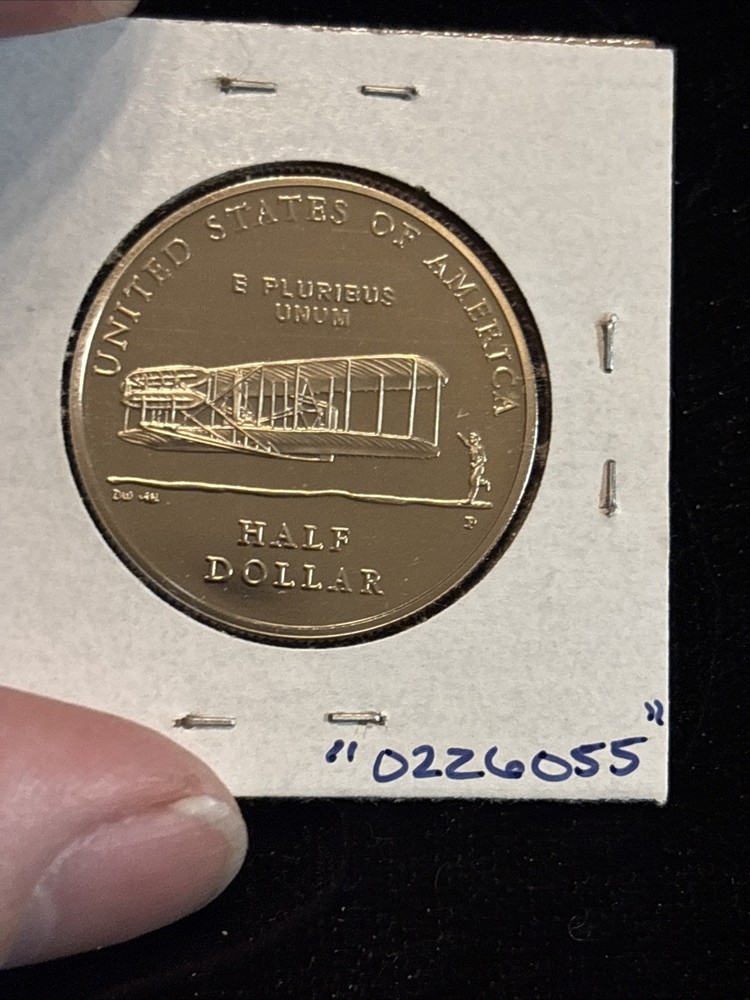 UNITED STATES OF AMERICA
E PLURIBUS
UNUM
P
HALF
DOLLAR
"0226055"